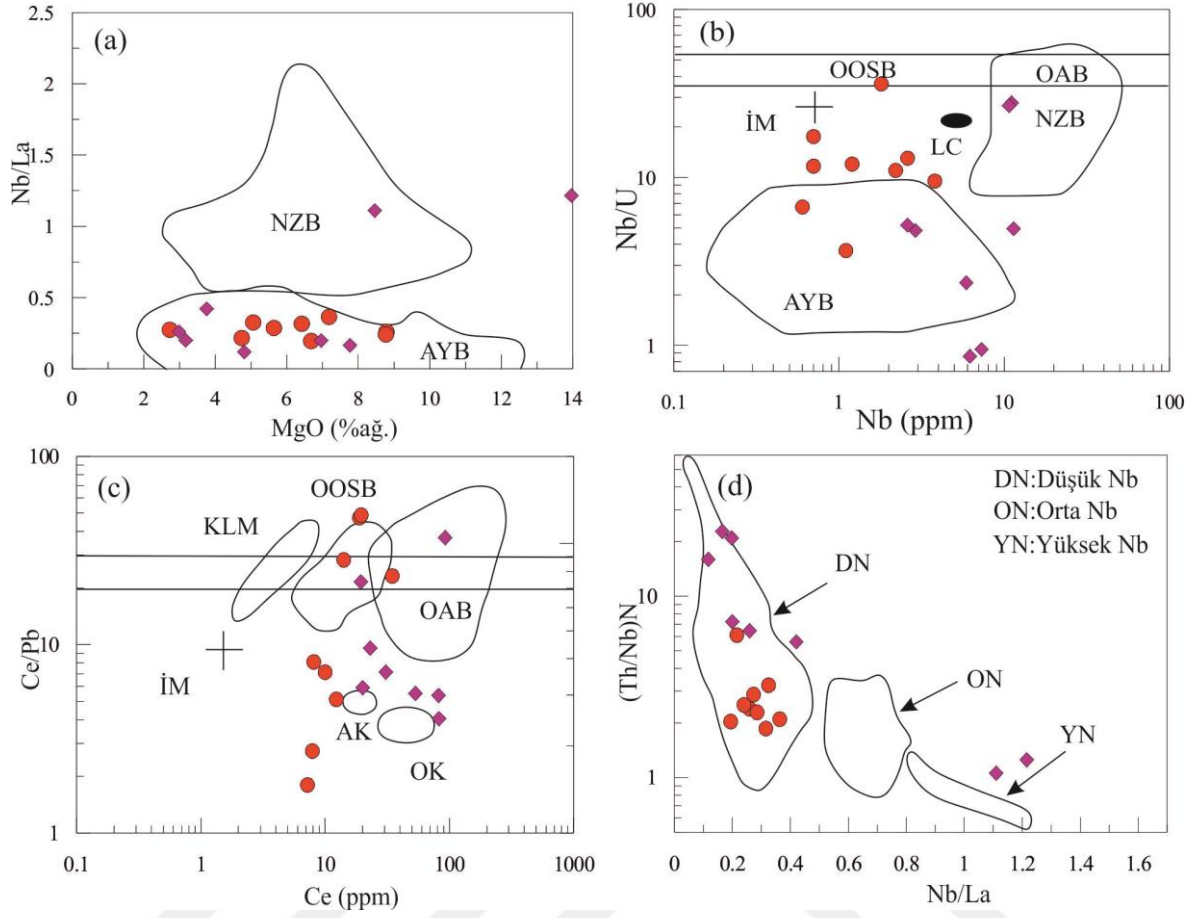 (a)
2.5
2
1.5
1
0.5
0
Nb/La
NZB
AYB
0 2 4 6 8 10 12 14
MgO (%ağ.)
(b)
100
10
1
Nb/U
OOSB
OAB
İM
LC
NZB
AYB
0.1 1 10 100
Nb (ppm)
(c)
100
10
1
Ce/Pb
KLM
OOSB
OAB
İM
AK
OK
0.1 1 10 100 1000
Ce (ppm)
(d)
DN:Düşük Nb
ON:Orta Nb
YN:Yüksek Nb
10
1
(Th/Nb)N
DN
ON
YN
0 0.2 0.4 0.6 0.8 1 1.2 1.4 1.6
Nb/La